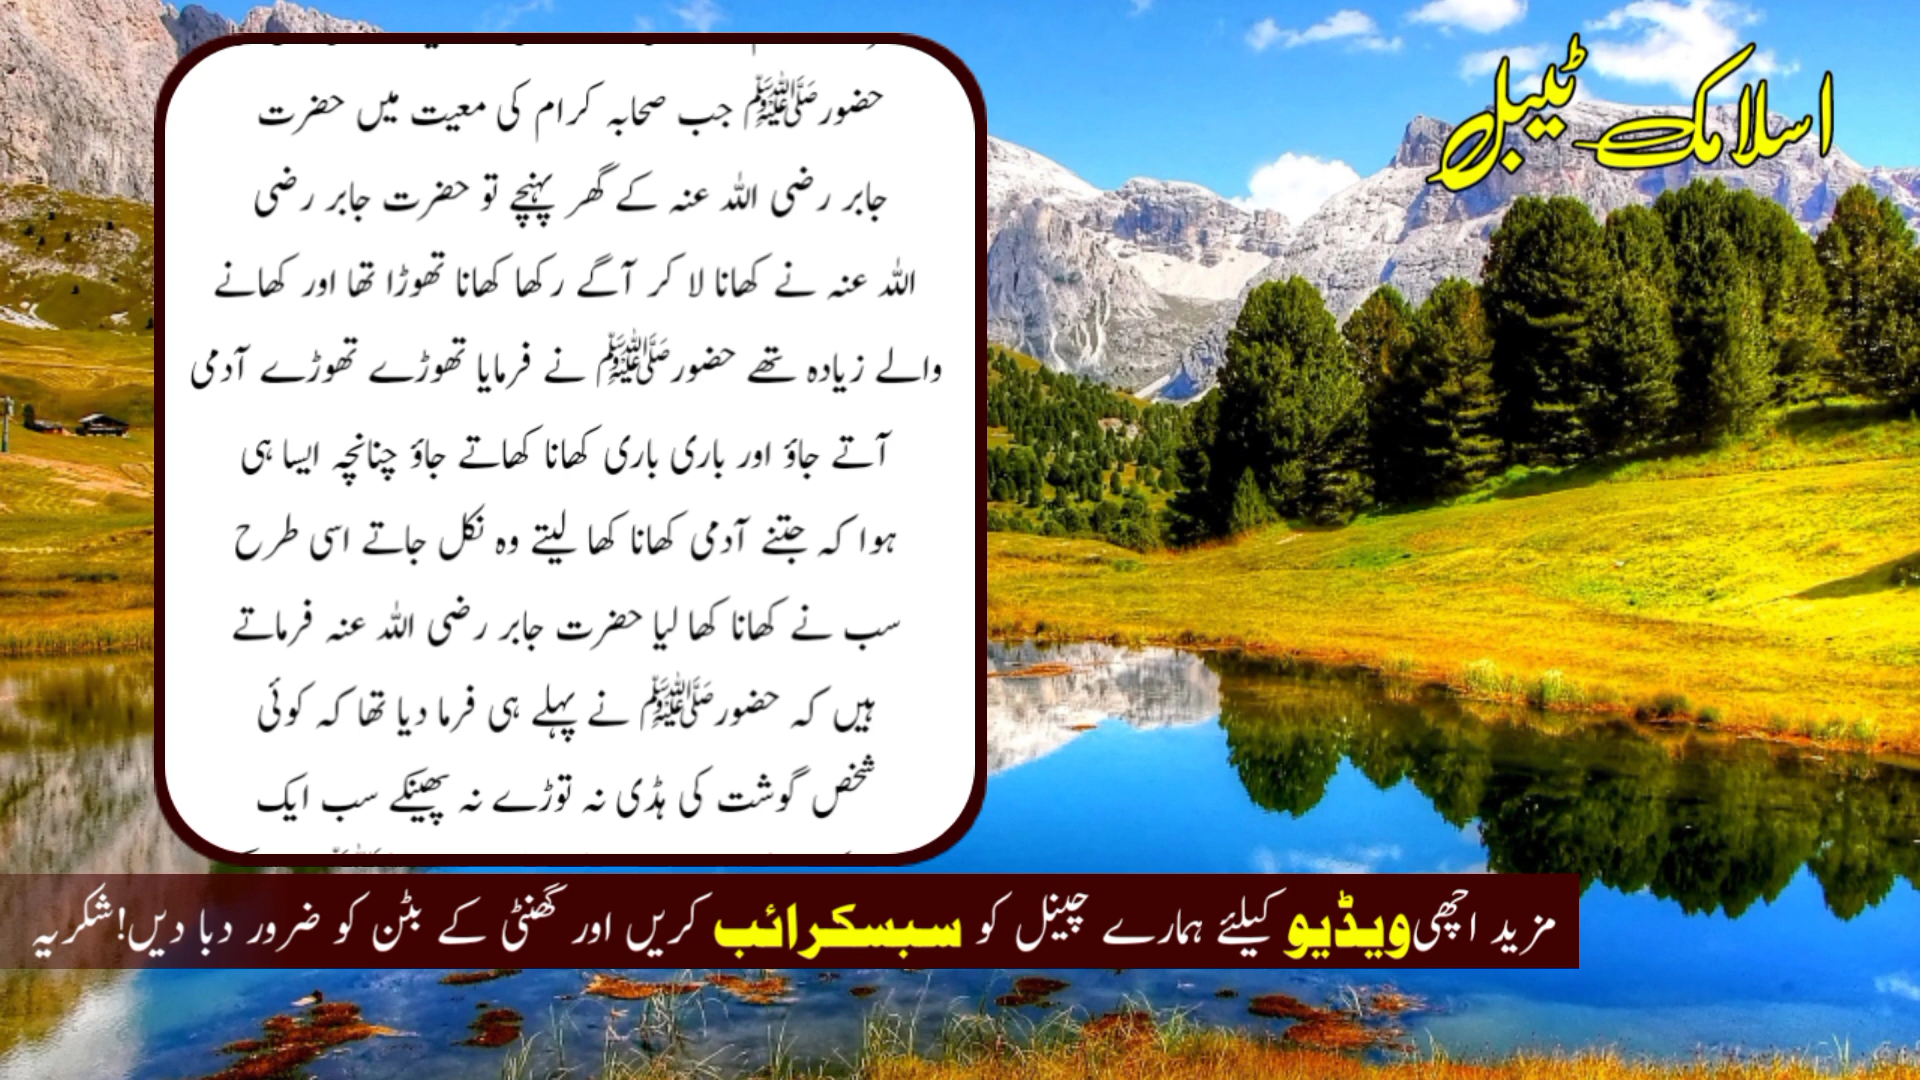 اسلامک ٹیبل
حضورﷺ جب صحابہ کرام کی معیت میں حضرت
جابر رضی اللہ عنہ کے گھر پہنچے تو حضرت جابر رضی
اللہ عنہ نے کھانا لا کر آگے رکھا کھانا تھوڑا تھا اور کھانے
والے زیادہ تھے حضورﷺ نے فرمایا تھوڑے تھوڑے آدمی
آتے جاؤ اور باری باری کھانا کھاتے جاؤ چنانچہ ایسا ہی
ہوا کہ جتنے آدمی کھانا کھا لیتے وہ نکل جاتے اسی طرح
سب نے کھانا کھا لیا حضرت جابر رضی اللہ عنہ فرماتے
ہیں کہ حضورﷺ نے پہلے ہی فرما دیا تھا کہ کوئی
شخص گوشت کی ہڈی نہ توڑے نہ پھینکے سب ایک
مزید اچھی ویڈیو کیلئے ہمارے چینل کو سبسکرائب کریں اور گھنٹی کے بٹن کو ضرور دبا دیں!شکریہ